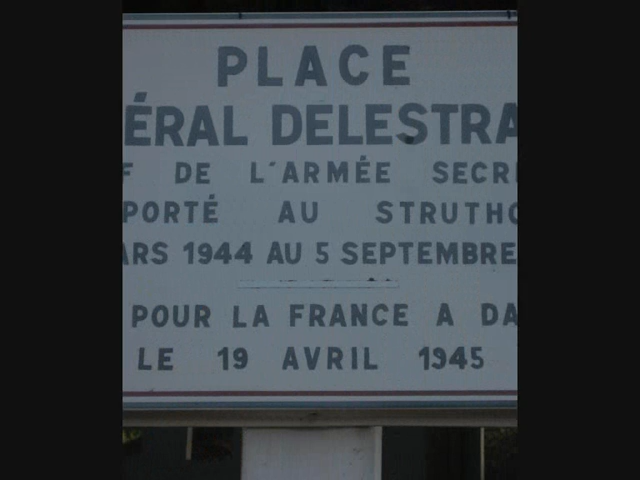 PLACE
ÉRAL DELESTRA
F DE L'ARMÉE SECR
PORTÉ AU STRUTHO
ARS 1944 AU 5 SEPTEMBRE
POUR LA FRANCE A DA
LE 19 AVRIL 1945